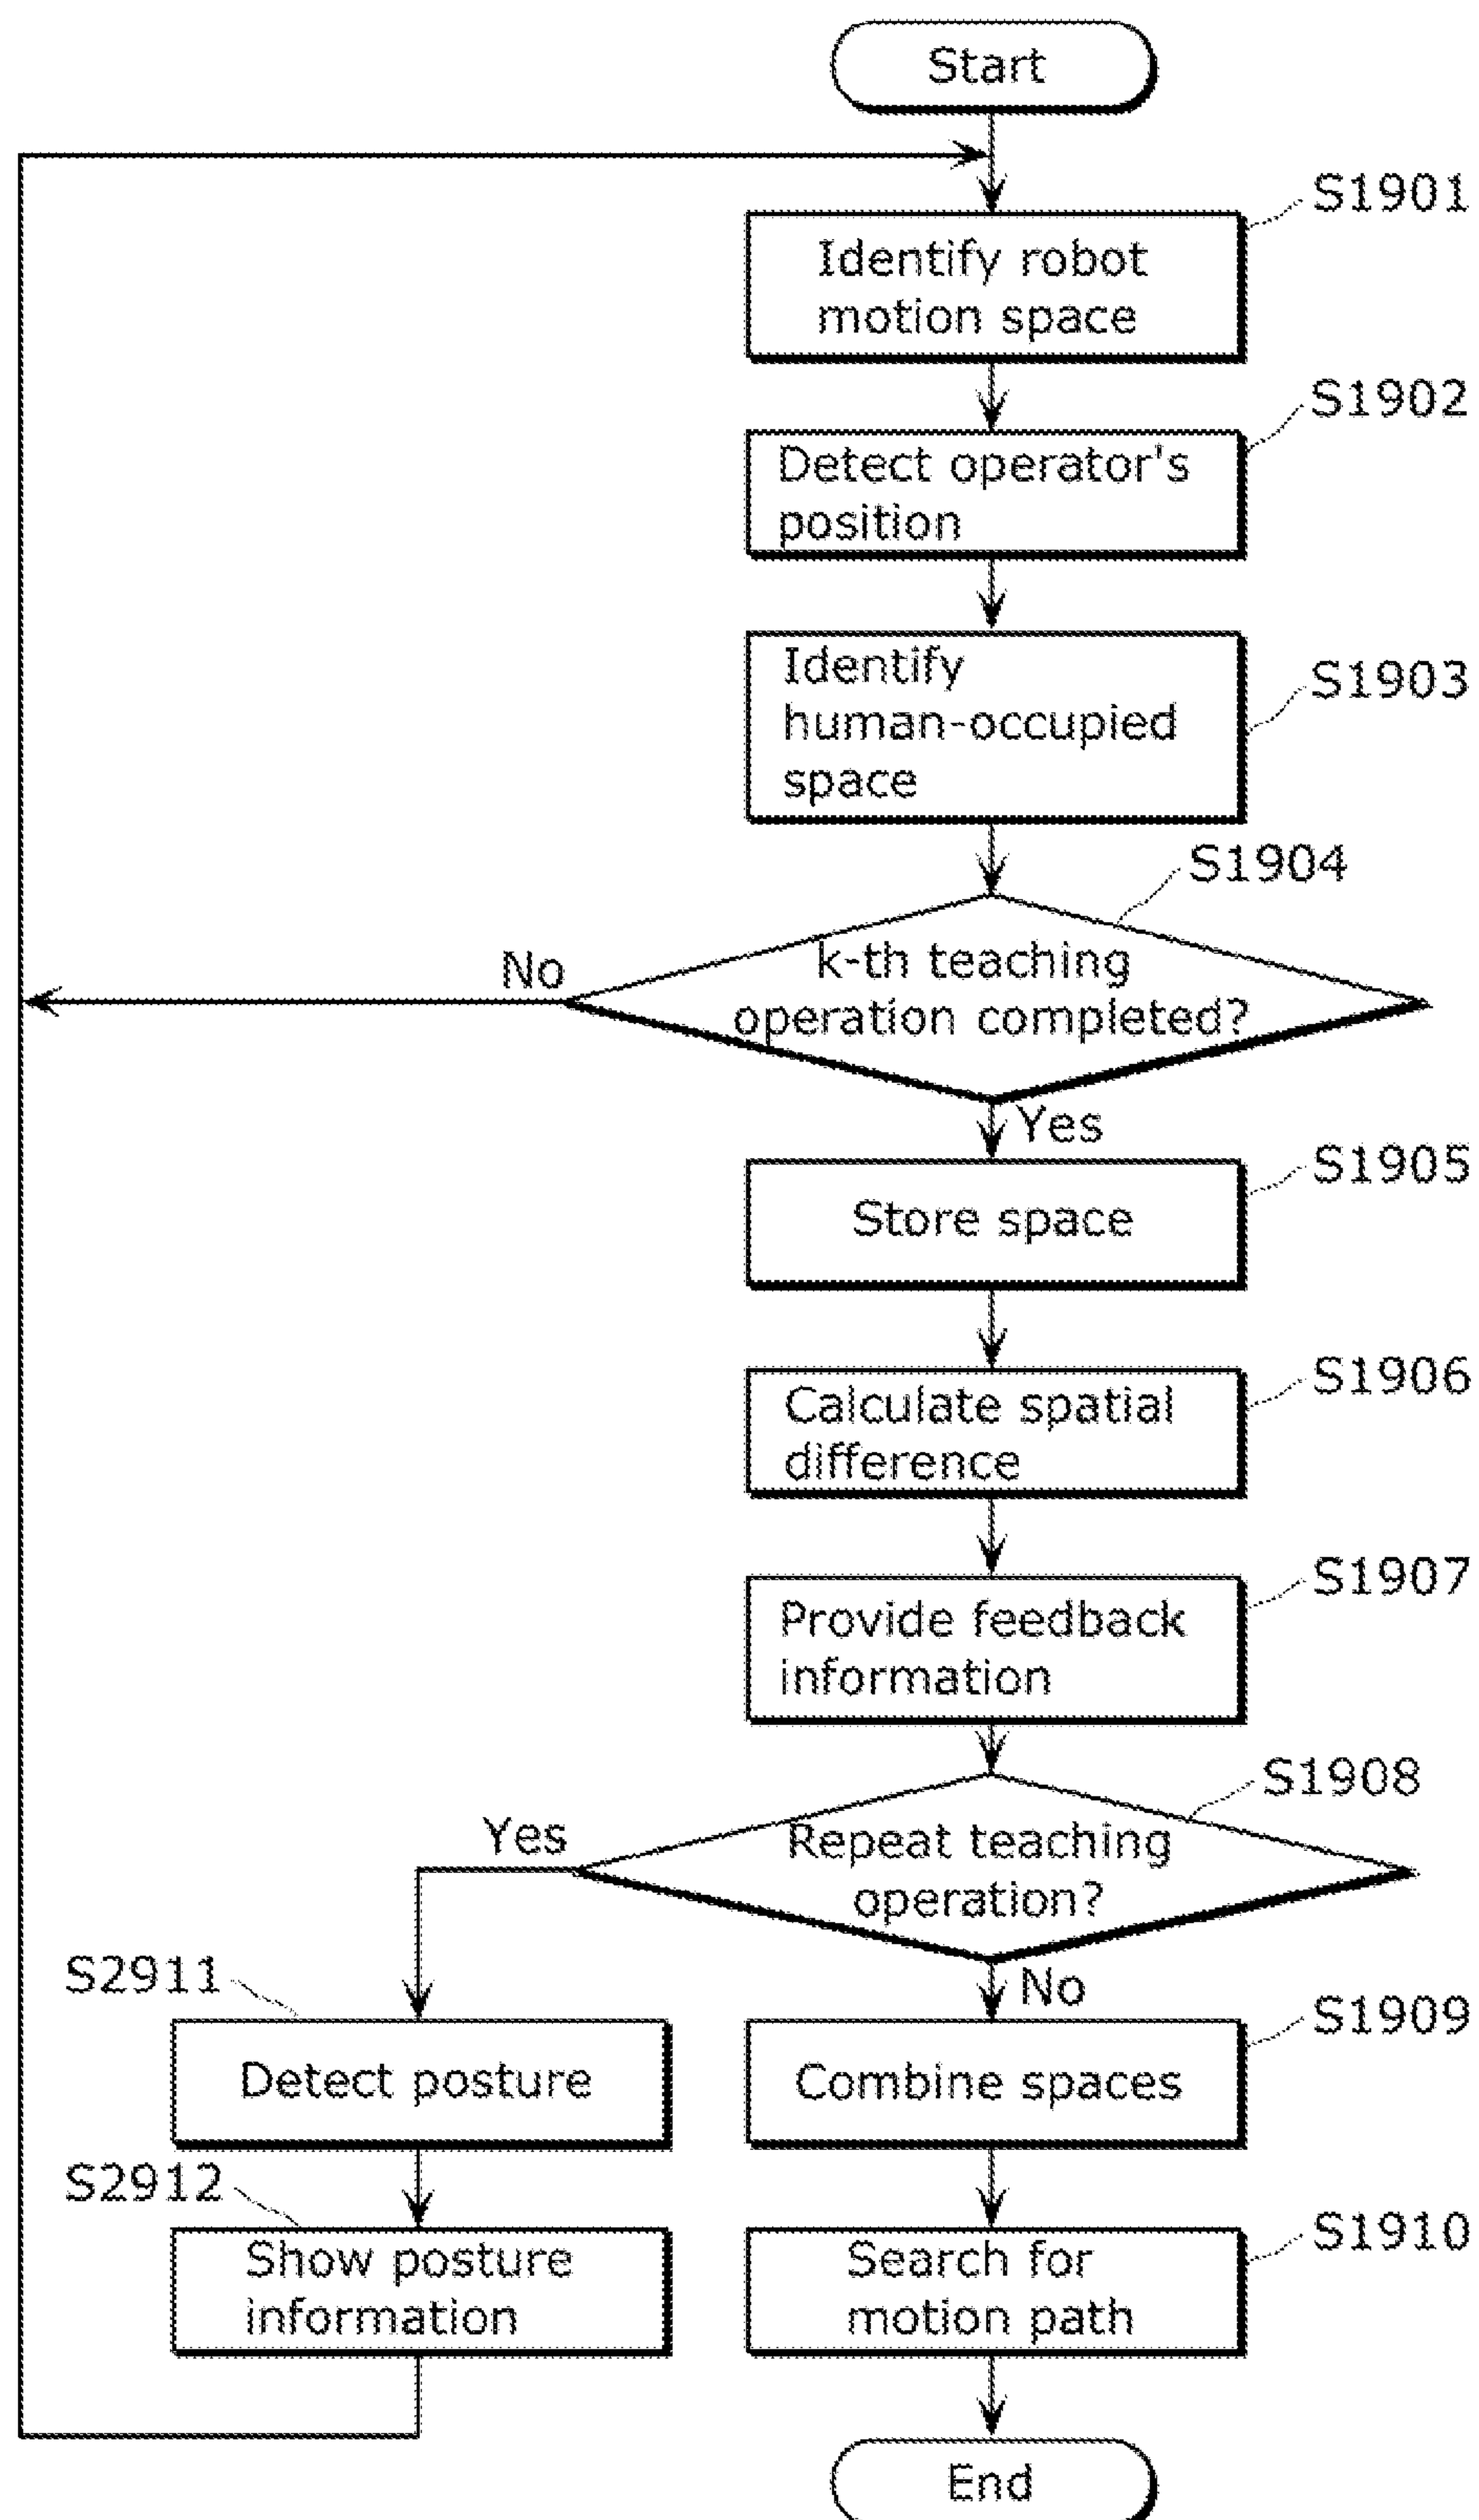 Start
S1901
Identify robot
motion space
S1902
Detect operator's
position
S1903
Identify
human-occupied
space
S1904
k-th teaching
operation completed?
No
Yes
S1905
Store space
S1906
Calculate spatial
difference
S1907
Provide feedback
information
S1908
Repeat teaching
operation?
Yes
No
S2911
Detect posture
S1909
Combine spaces
S2912
Show posture
information
S1910
Search for
motion path
End